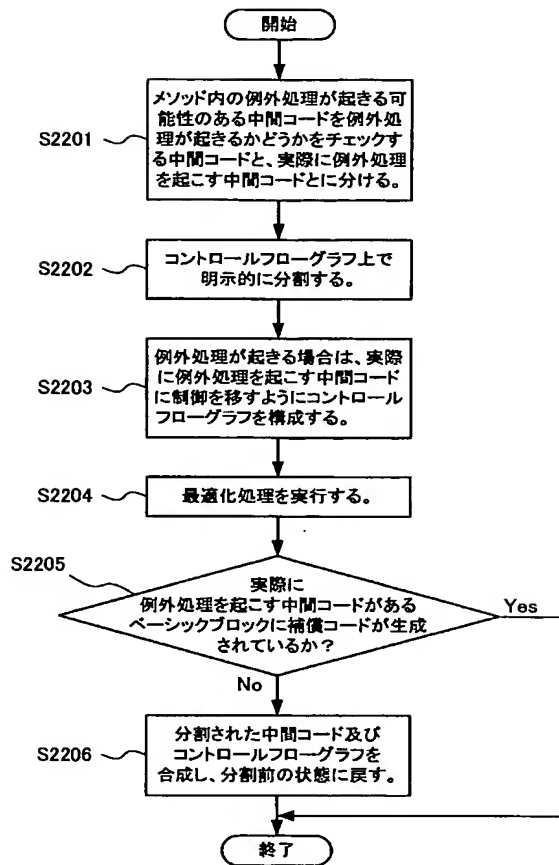 開始
S2201
メソッド内の例外処理が起きる可
能性のある中間コードを例外処
理が起きるかどうかをチェックす
る中間コードと、実際に例外処理
を起こす中間コードとに分ける。
S2202
コントロールフローグラフ上で
明示的に分割する。
S2203
例外処理が起きる場合は、実際
に例外処理を起こす中間コード
に制御を移すようにコントロール
フローグラフを構成する。
S2204
最適化処理を実行する。
S2205
実際に
例外処理を起こす中間コードがある
ベーシックブロックに補償コードが生成
されているか?
Yes
No
S2206
分割された中間コード及び
コントロールフローグラフを
合成し、分割前の状態に戻す。
終了